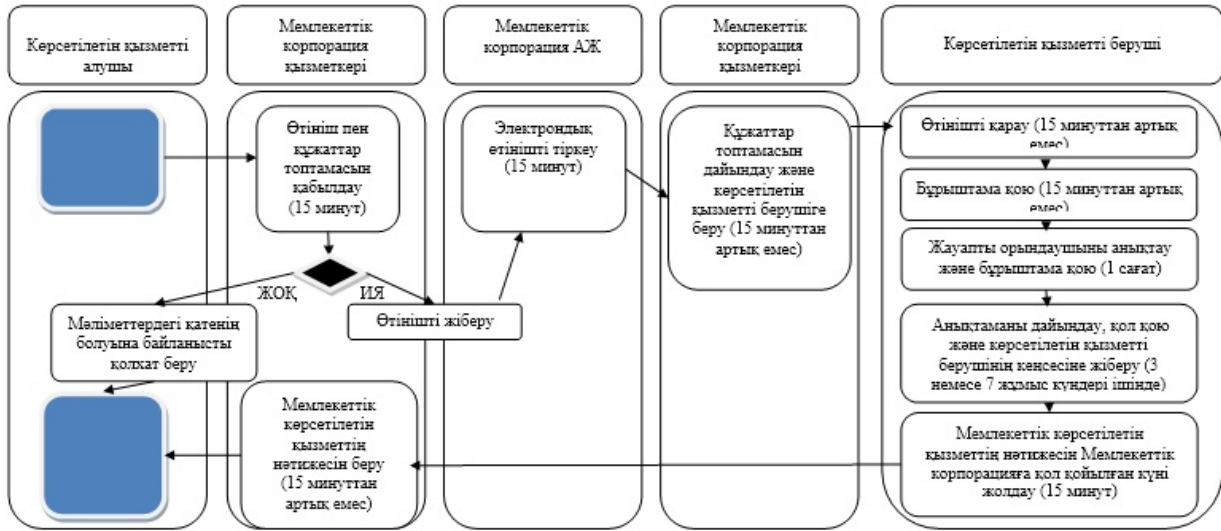 Көрсетілетін қызметті
алушы
Мемлекеттік
корпорация
қызметкері
Мемлекеттік
корпорация АЖ
Мемлекеттік
корпорация
қызметкері
Көрсетілетін қызметті беруші
Өтініш пен
құжаттар
топтамасын
қабылдау
(15 минут)
ЖОҚ
ИЯ
Мәліметтердегі қатенің
болуына байланысты
қолхат беру
Өтінішті жіберу
Электрондық
өтінішті тіркеу
(15 минут)
Құжаттар
топтамасын
дайындау және
көрсетілетін
қызметті берушіге
беру (15 минуттан
артық емес)
Өтінішті қарау (15 минуттан артық
емес)
Бұрыштама қою (15 минуттан артық
емес)
Жауапты орындаушыны анықтау
және бұрыштама қою (1 сағат)
Анықтаманы дайындау, қол қою
және көрсетілетін қызметті
берушінің кеңсесіне жіберу (3
немесе 7 жұмыс күндері ішінде)
Мемлекеттік көрсетілетін
қызметтің нәтижесін Мемлекеттік
корпорацияға қол қойылған күні
жолдау (15 минут)
Мемлекеттік
көрсетілетін
қызметтің
нәтижесін беру
(15 минуттан
артық емес)